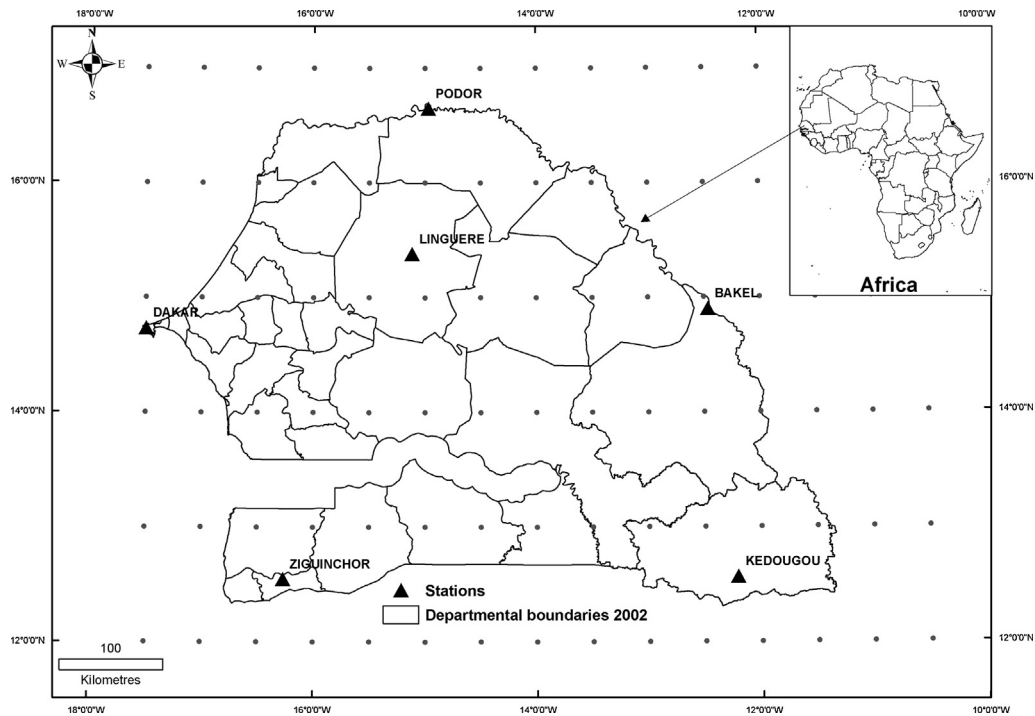 18°0'0"W 16°0'0"W 14°0'0"W 12°0'0"W 10°0'0"W
N
W E
S
PODOR
16°0'0"N 16°0'0"N
LINGUERE
Africa
DAKAR
BAKEL
14°0'0"N 14°0'0"N
ZIGUINCHOR
KEDOUGOU
Stations
Departmental boundaries 2002
12°0'0"N 12°0'0"N
100
Kilometres
18°0'0"W 16°0'0"W 14°0'0"W 12°0'0"W 10°0'0"W